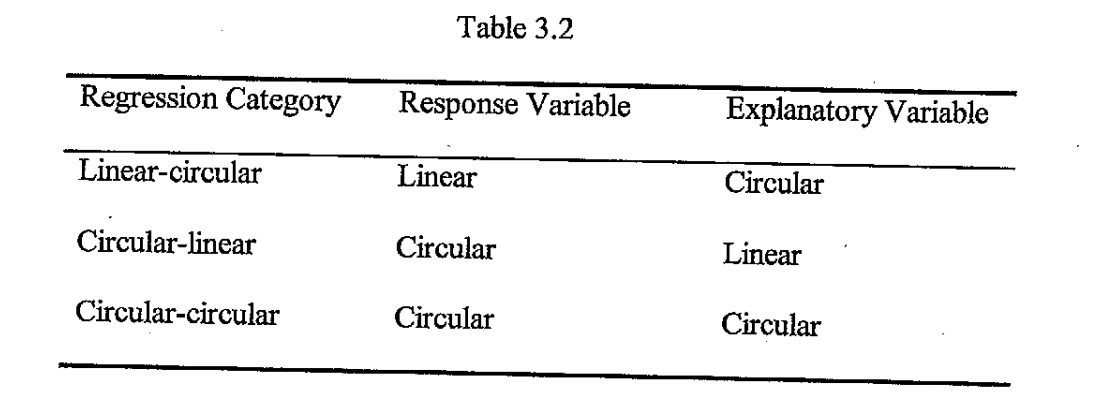 Table 3.2
Regression Category Response Variable Explanatory Variable
Linear-circular Linear Circular
Circular-linear Circular Linear
Circular-circular Circular Circular